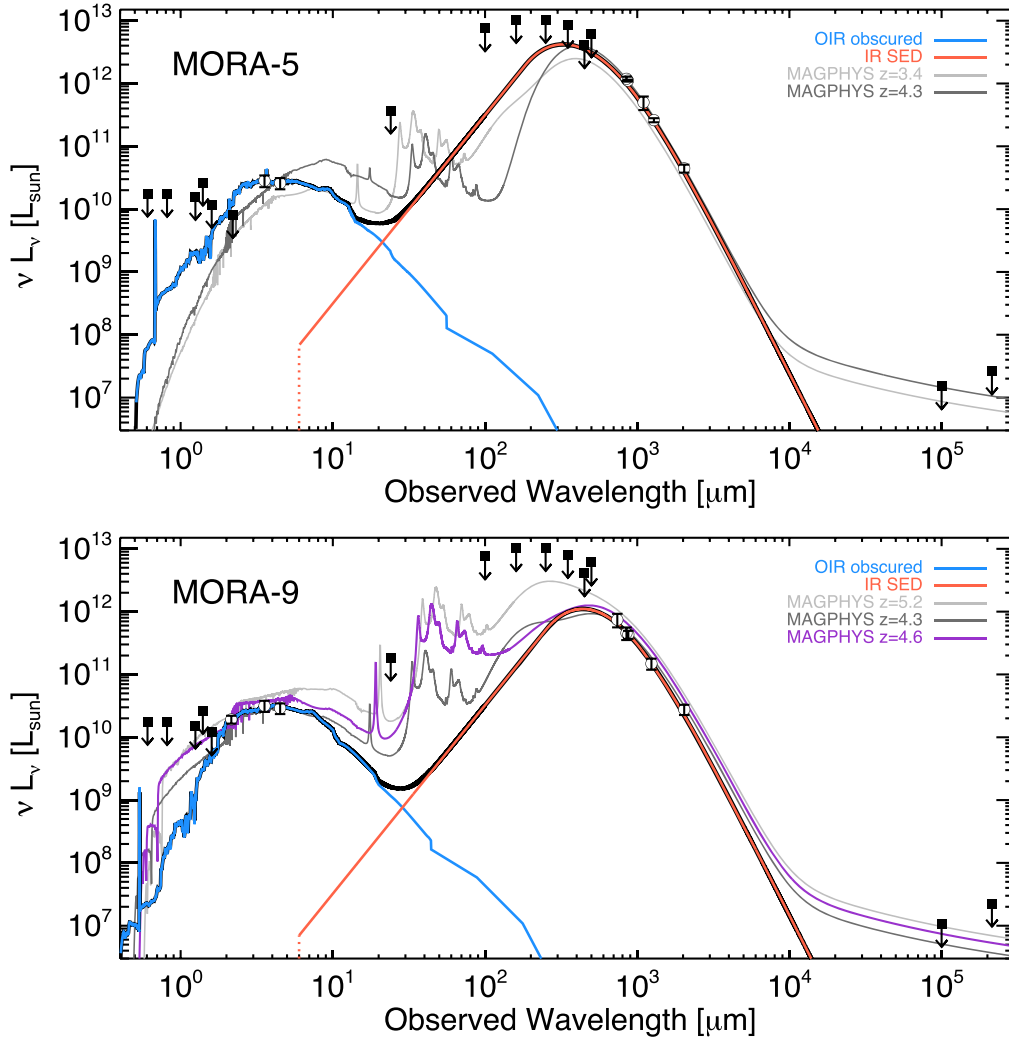 MORA-5
OIR obscured
IR SED
MAGPHYS z=3.4
MAGPHYS z=4.3
10^13
10^12
10^11
10^10
10^9
10^8
10^7
ν L_ν [L_sun]
10^0 10^1 10^2 10^3 10^4 10^5
Observed Wavelength [μm]
MORA-9
OIR obscured
IR SED
MAGPHYS z=5.2
MAGPHYS z=4.3
MAGPHYS z=4.6
10^13
10^12
10^11
10^10
10^9
10^8
10^7
ν L_ν [L_sun]
10^0 10^1 10^2 10^3 10^4 10^5
Observed Wavelength [μm]